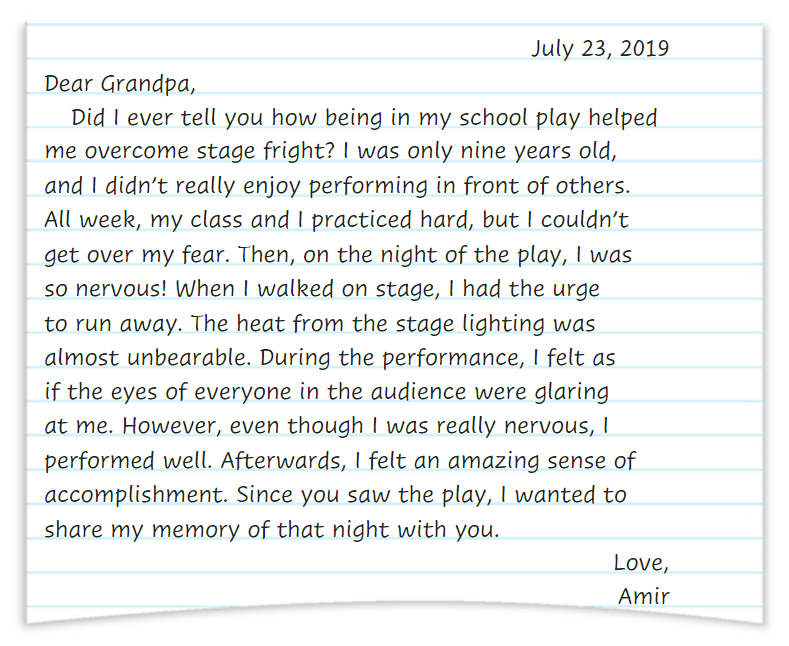 July 23, 2019
Dear Grandpa,
Did I ever tell you how being in my school play helped
me overcome stage fright? I was only nine years old,
and I didn't really enjoy performing in front of others.
All week, my class and I practiced hard, but I couldn't
get over my fear. Then, on the night of the play, I was
so nervous! When I walked on stage, I had the urge
to run away. The heat from the stage lighting was
almost unbearable. During the performance, I felt as
if the eyes of everyone in the audience were glaring
at me. However, even though I was really nervous, I
performed well. Afterwards, I felt an amazing sense of
accomplishment. Since you saw the play, I wanted to
share my memory of that night with you.
Love,
Amir